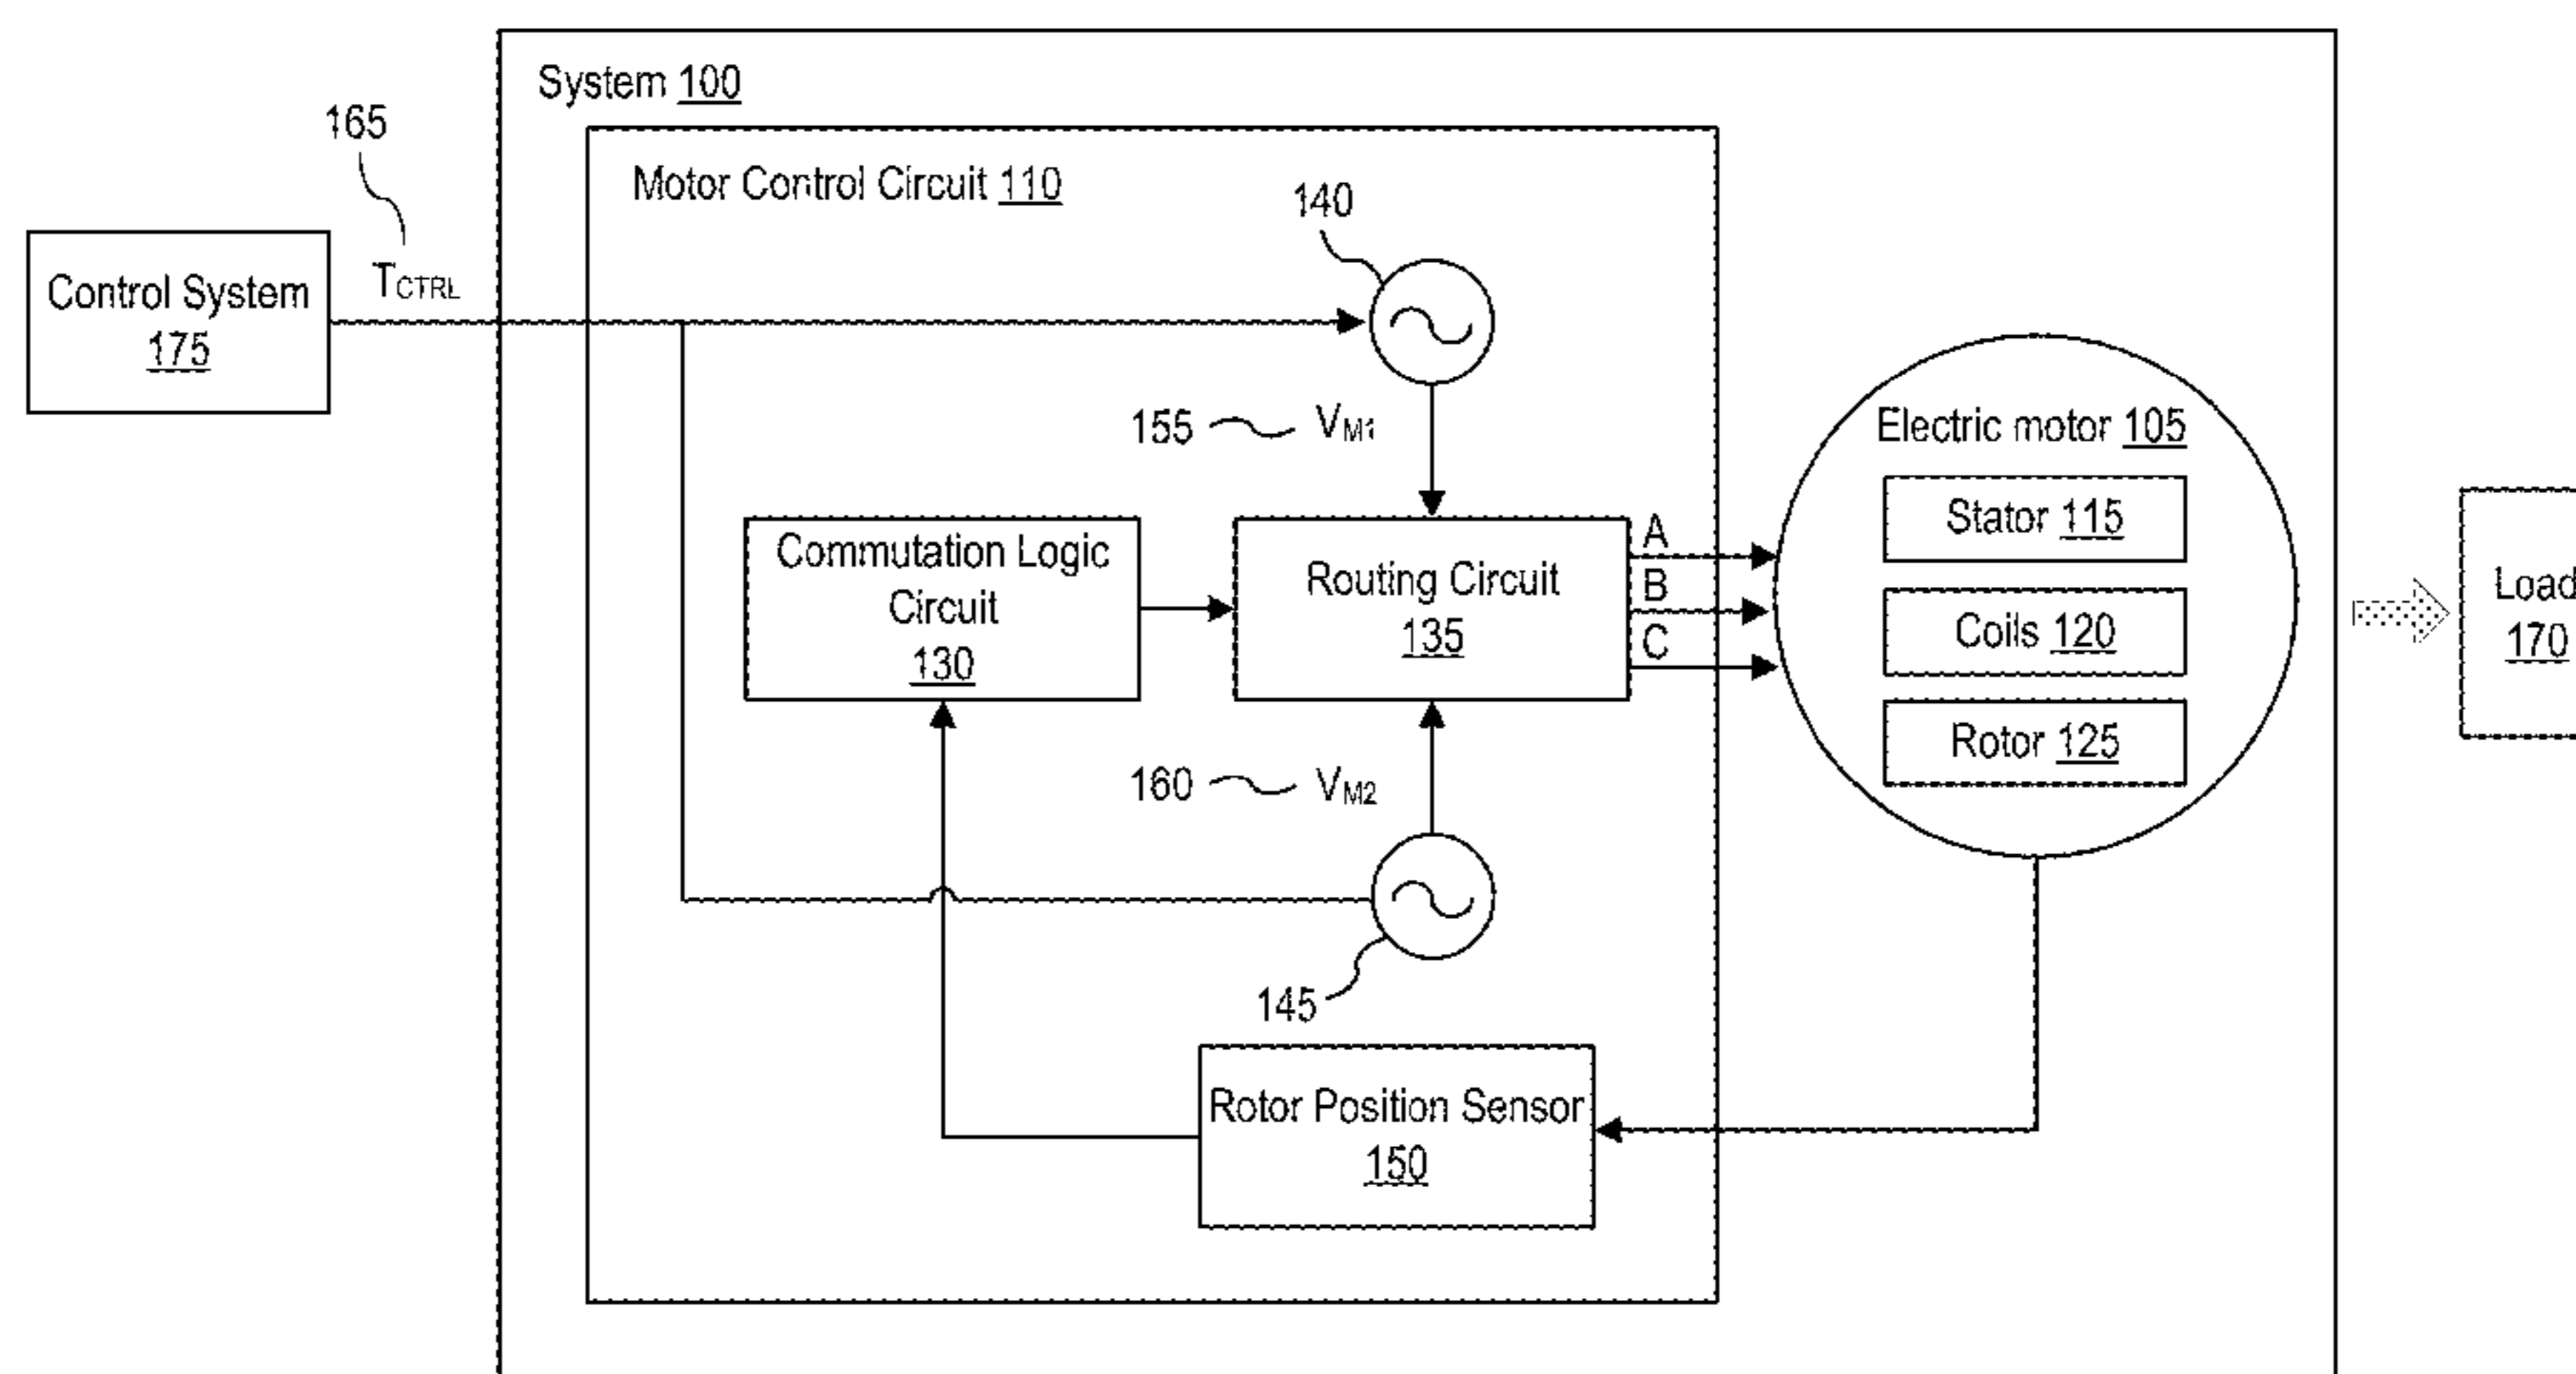 System 100
165
Motor Control Circuit 110
140
Control System
175
TCTRL
155
VM1
Electric motor 105
Stator 115
Coils 120
Rotor 125
Commutation Logic
Circuit
130
Routing Circuit
135
A
B
C
Load
170
160
VM2
145
Rotor Position Sensor
150